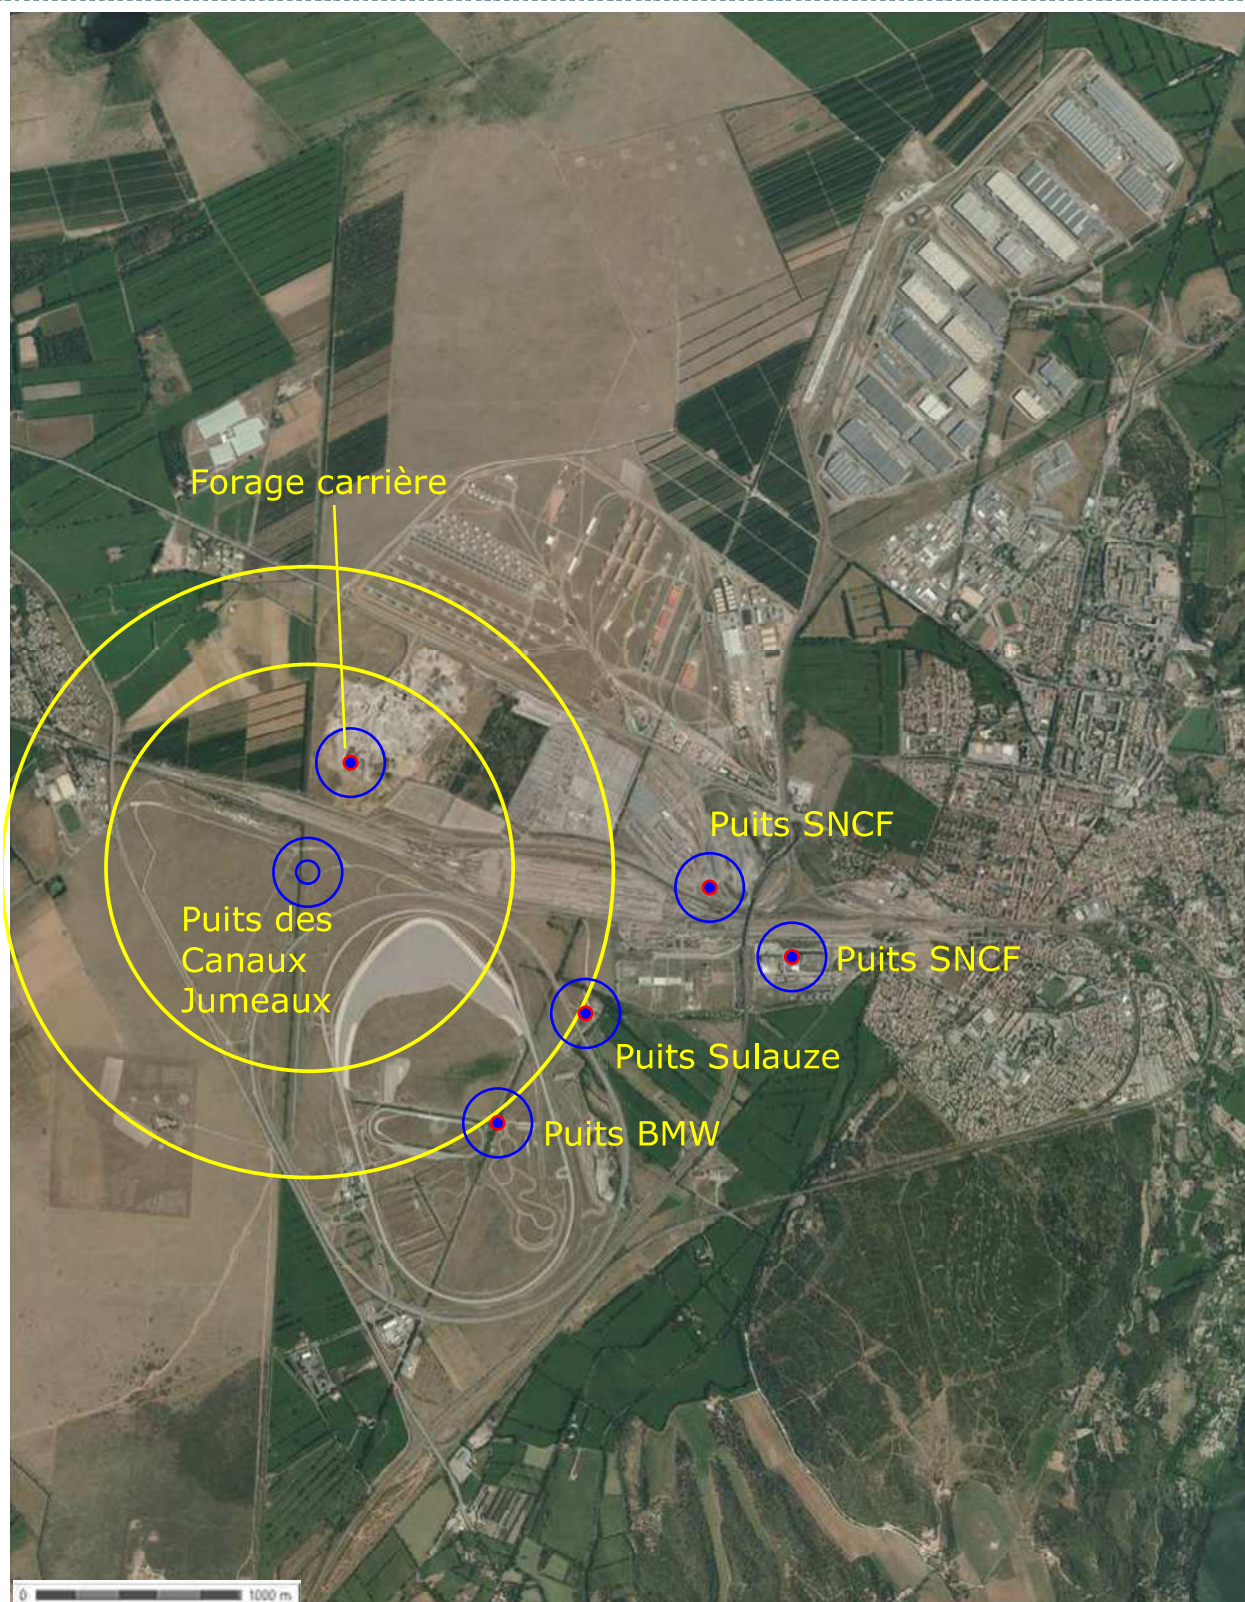 Forage carrière
Puits SNCF
Puits des
Canaux
Jumeaux
Puits SNCF
Puits Sulauze
Puits BMW
0 1000 m